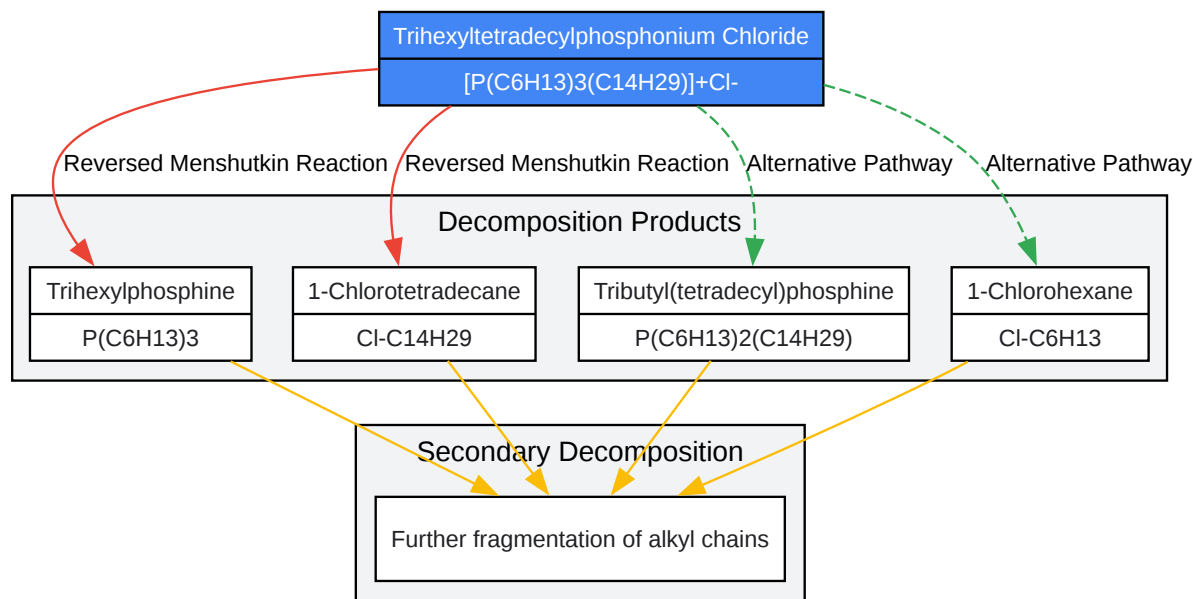 Trihexyltetradecylphosphonium Chloride
[P(C6H13)3(C14H29)]+Cl-
Reversed Menshutkin Reaction
Reversed Menshutkin Reaction
Alternative Pathway
Alternative Pathway
Decomposition Products
Trihexylphosphine
P(C6H13)3
1-Chlorotetradecane
Cl-C14H29
Tributyl(tetradecyl)phosphine
P(C6H13)2(C14H29)
1-Chlorohexane
Cl-C6H13
Secondary Decomposition
Further fragmentation of alkyl chains